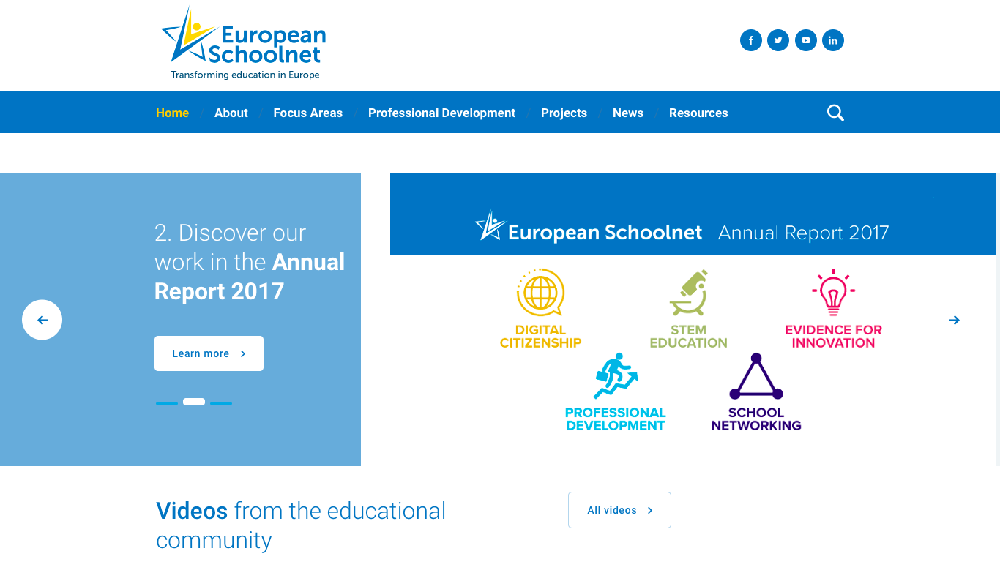 European
Schoolnet
Transforming education in Europe
Home / About / Focus Areas / Professional Development / Projects / News / Resources
2. Discover our
work in the Annual
Report 2017
Learn more
European Schoolnet Annual Report 2017
DIGITAL
CITIZENSHIP
STEM
EDUCATION
EVIDENCE FOR
INNOVATION
PROFESSIONAL
DEVELOPMENT
SCHOOL
NETWORKING
Videos from the educational
community
All videos